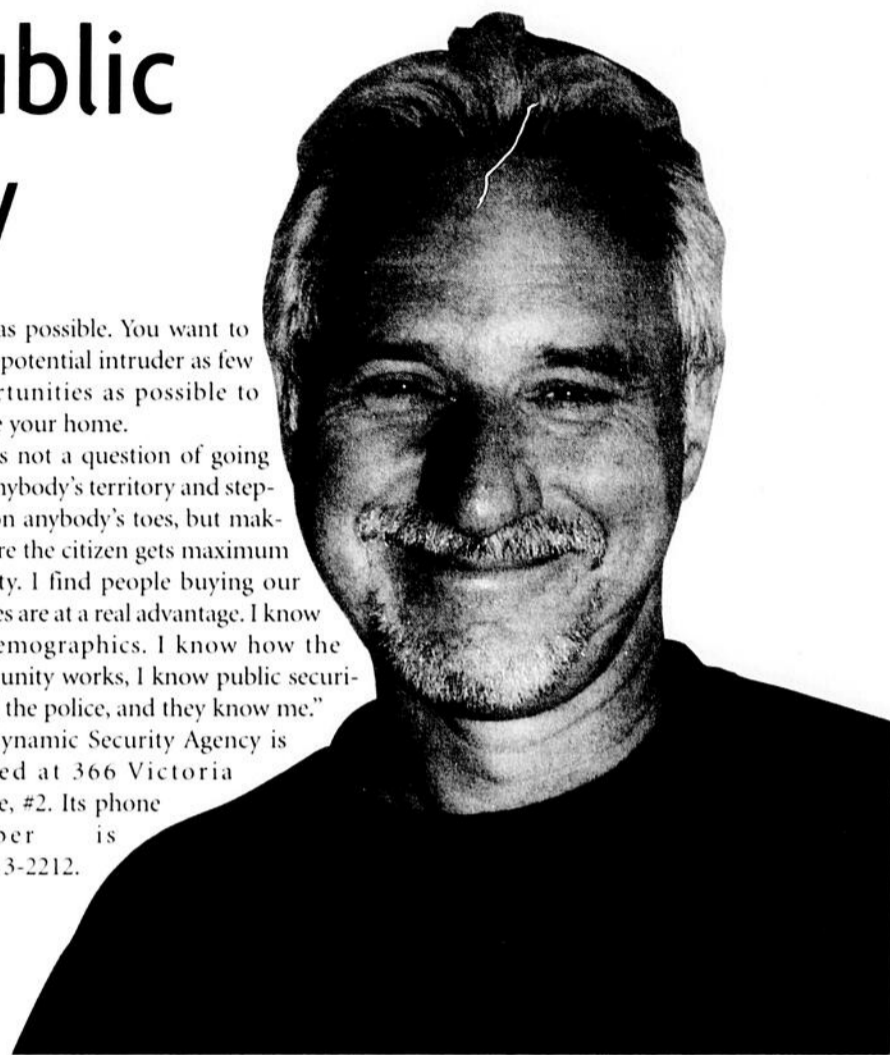 ublic
y
as possible. You want to
potential intruder as few
rtunities as possible to
e your home.
s not a question of going
nybody's territory and step-
on anybody's toes, but mak-
re the citizen gets maximum
ty. I find people buying our
es are at a real advantage. I know
emographics. I know how the
unity works, I know public securi-
the police, and they know me."
ynamic Security Agency is
ed at 366 Victoria
e, #2. Its phone
ber is
3-2212.